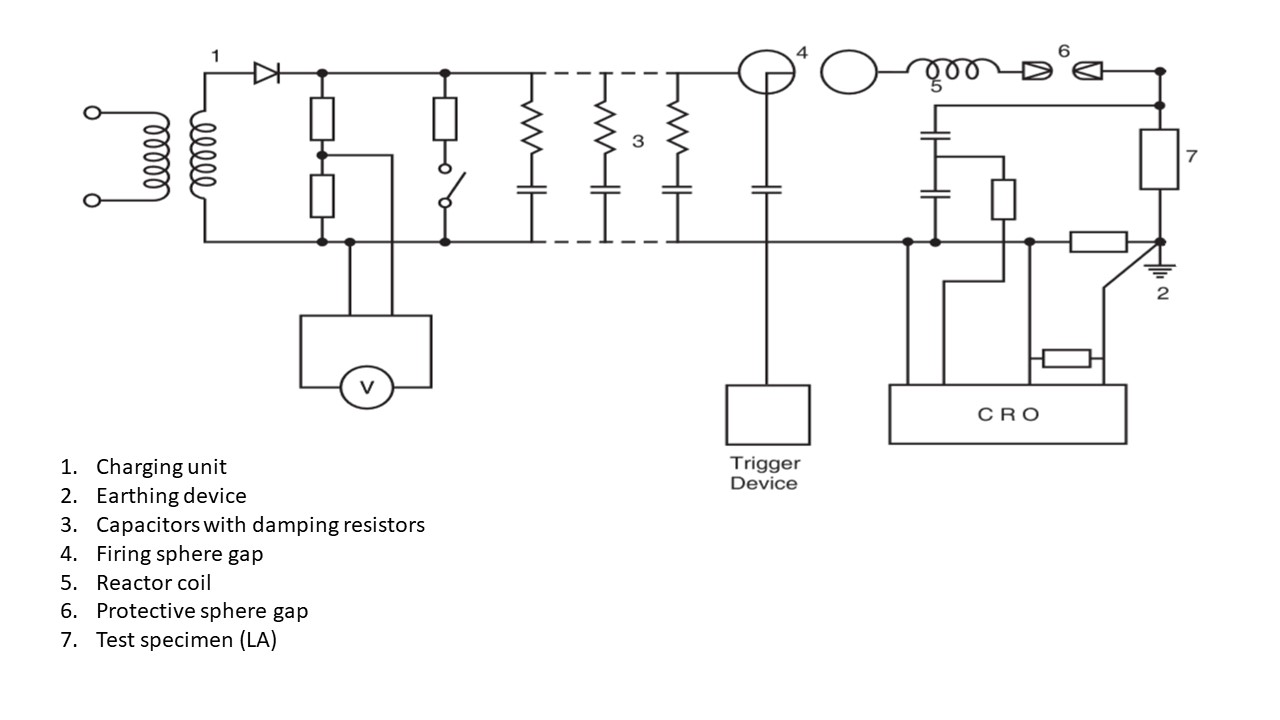 1
4
6
5
3
7
2
V
C R O
Trigger
Device
1. Charging unit
2. Earthing device
3. Capacitors with damping resistors
4. Firing sphere gap
5. Reactor coil
6. Protective sphere gap
7. Test specimen (LA)